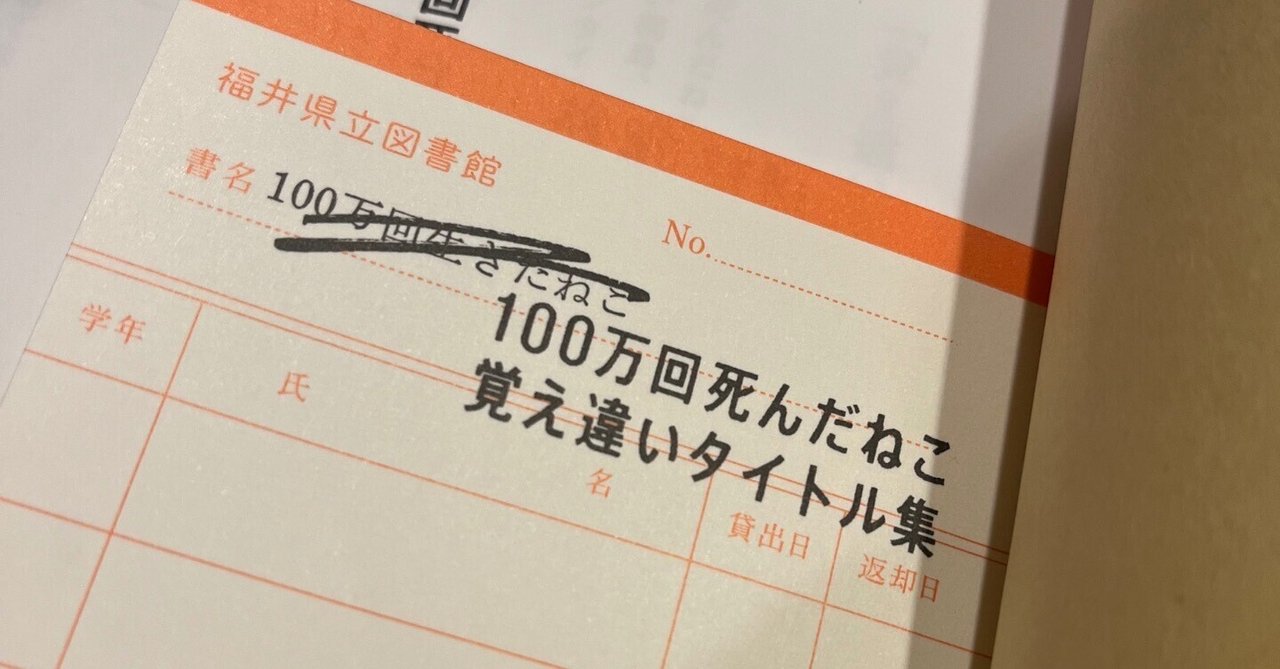 福井県立図書館
書名 100万回生きたねこ
No.
100万回死んだねこ
覚え違いタイトル集
学年
氏名
貸出日
返却日